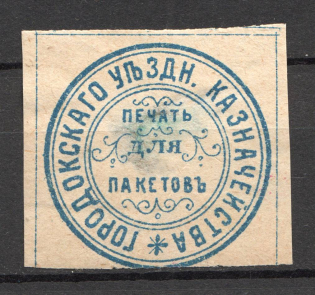 ГОРОДОКСКАГО УѢЗДН. КАЗНАЧЕЙСТВА
ПЕЧАТЬ
ДЛЯ
ПАКЕТОВЪ